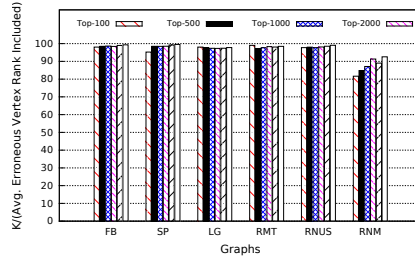 Top-100
Top-500
Top-1000
Top-2000
K/(Avg. Erroneous Vertex Rank Included)
100
90
80
70
60
50
40
30
20
10
0
FB SP LG RMT RNUS RNM
Graphs